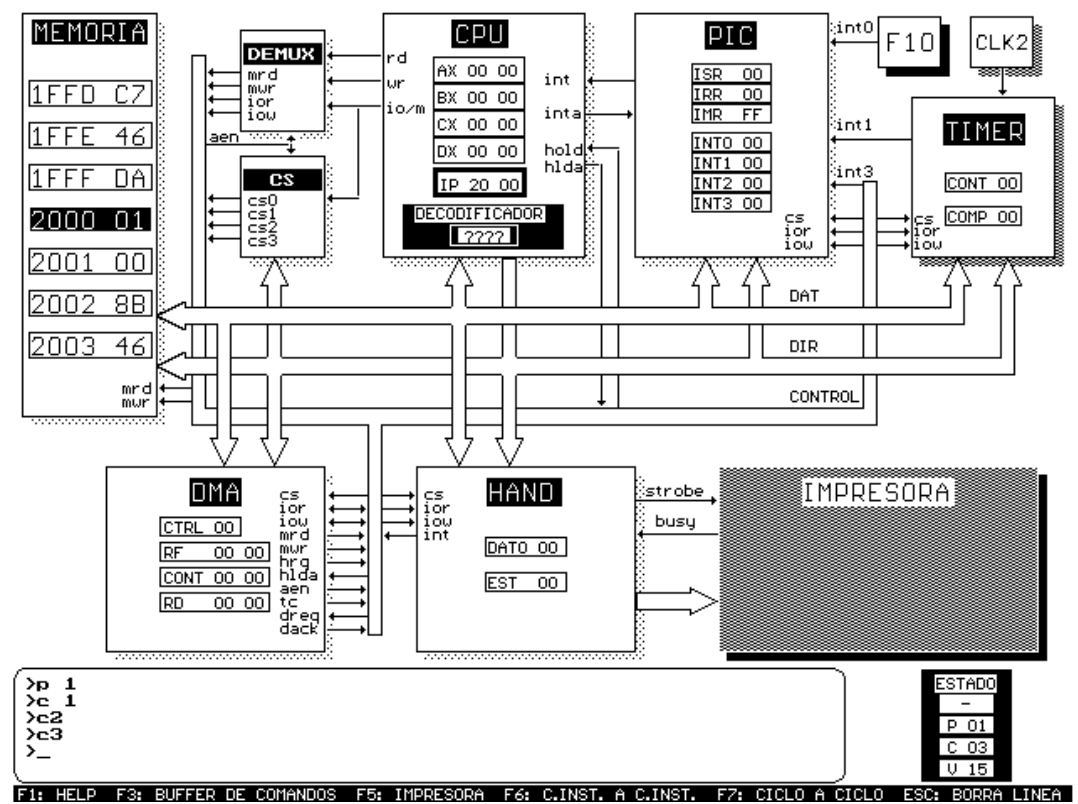 MEMORIA
1FFD C7
1FFE 46
1FFF DA
2000 01
2001 00
2002 8B
2003 46
mrd
mwr
DEMUX
mrd
mwr
ior
iow
aen
CS
cs0
cs1
cs2
cs3
CPU
rd
wr
io/m
AX 00 00
BX 00 00
CX 00 00
DX 00 00
IP 20 00
DECODIFICADOR
????
int
inta
hold
hlda
PIC
ISR 00
IRR 00
IMR FF
INT0 00
INT1 00
INT2 00
INT3 00
cs
ior
iow
int0
F10
CLK2
int1
int3
TIMER
CONT 00
COMP 00
cs
ior
iow
DAT
DIR
CONTROL
DMA
CTRL 00
RF 00 00
CONT 00 00
RD 00 00
cs
ior
iow
mrd
mwr
hrq
hlda
aen
tc
dreq
dack
HAND
cs
ior
iow
int
DATO 00
EST 00
strobe
busy
IMPRESORA
>p 1
>c 1
>c2
>c3
>_
ESTADO
-
P 01
C 03
V 15
F1: HELP F3: BUFFER DE COMANDOS F5: IMPRESORA F6: C.INST. A C.INST. F7: CICLO A CICLO ESC: BORRA LINEA